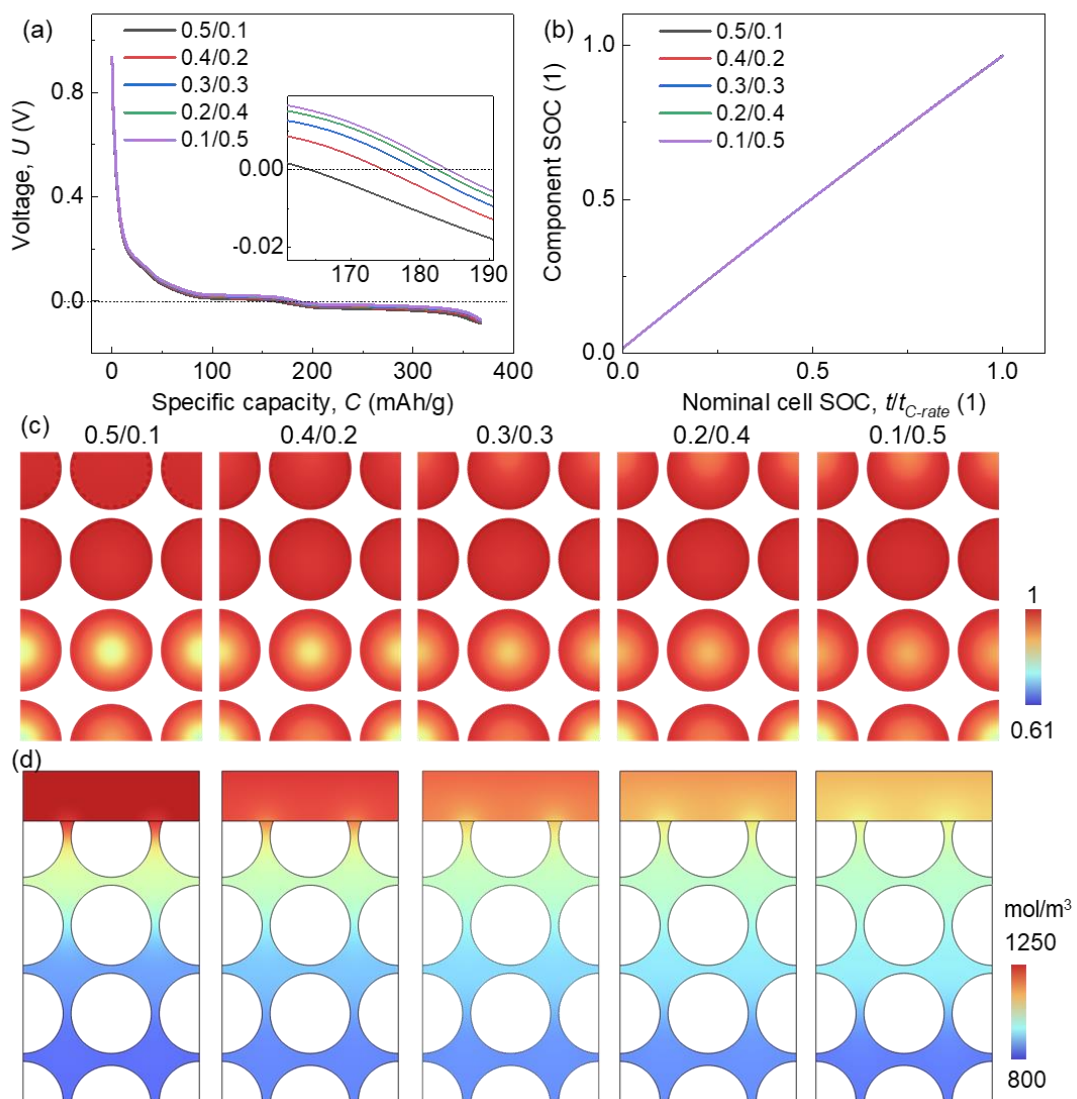 (a)
0.5/0.1
0.4/0.2
0.3/0.3
0.2/0.4
0.1/0.5
Voltage, U (V)
0.8
0.4
0.0
0.00
-0.02
170 180 190
0 100 200 300 400
Specific capacity, C (mAh/g)
(b)
0.5/0.1
0.4/0.2
0.3/0.3
0.2/0.4
0.1/0.5
Component SOC (1)
1.0
0.5
0.0
0.0 0.5 1.0
Nominal cell SOC, t/tC-rate (1)
(c)
0.5/0.1 0.4/0.2 0.3/0.3 0.2/0.4 0.1/0.5
1
0.61
(d)
mol/m³
1250
800